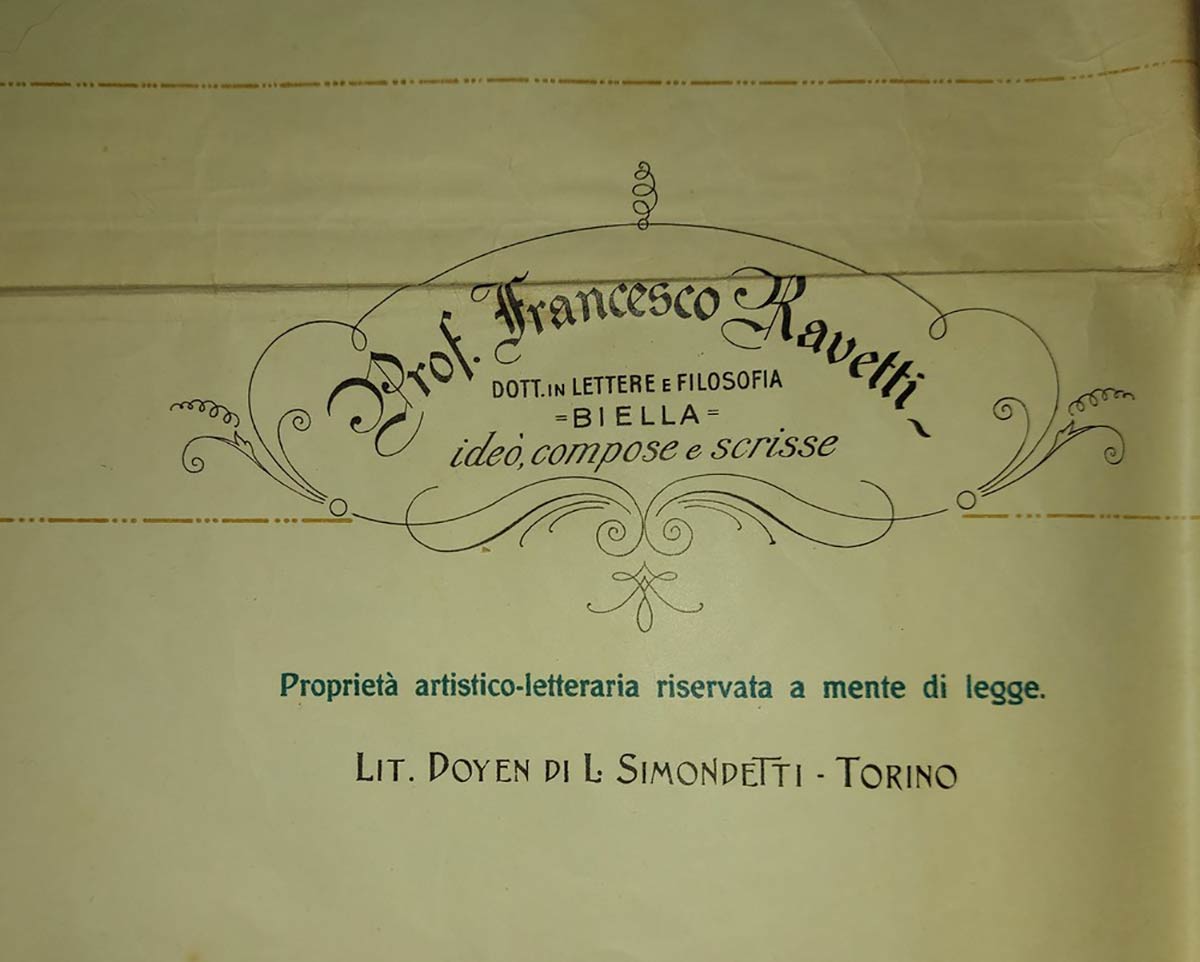 Prof. Francesco Ravetti
DOTT. IN LETTERE E FILOSOFIA
=BIELLA=
ideò, compose e scrisse
Proprietà artistico-letteraria riservata a mente di legge.
LIT. DOYEN DI L. SIMONDETTI - TORINO